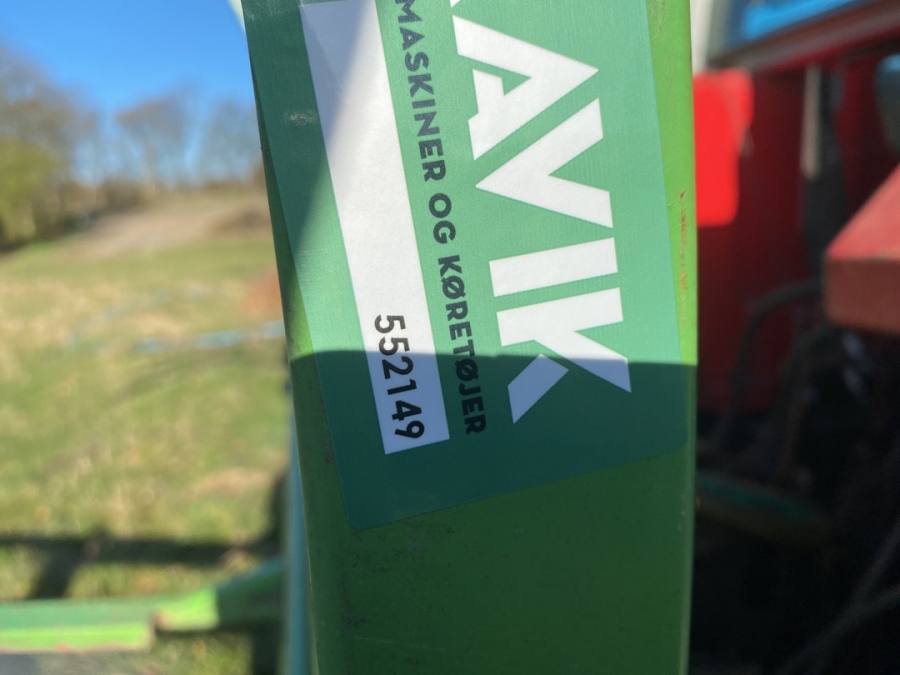 AVIK
MASKINER OG KØRETØJER
552149